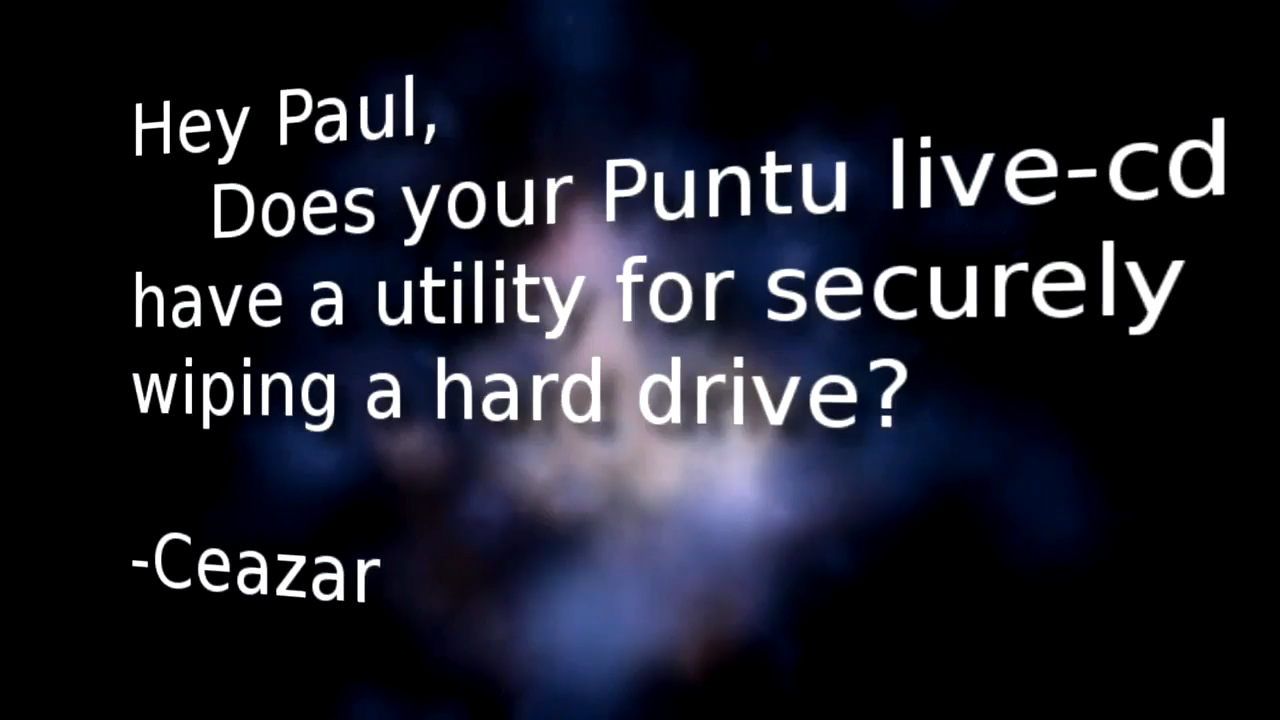 Hey Paul,
Does your Puntu live-cd
have a utility for securely
wiping a hard drive?
-Ceazar